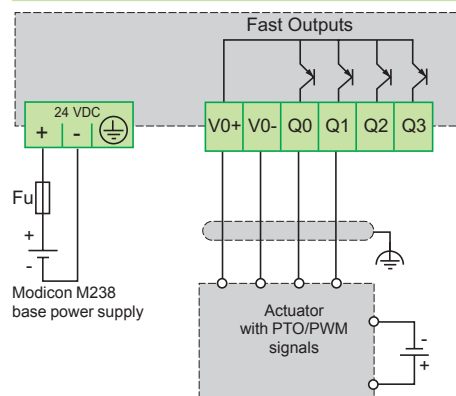 Fast Outputs
24 VDC
+ -
V0+ V0- Q0 Q1 Q2 Q3
Fu
+
-
Modicon M238
base power supply
Actuator
with PTO/PWM
signals
-
+